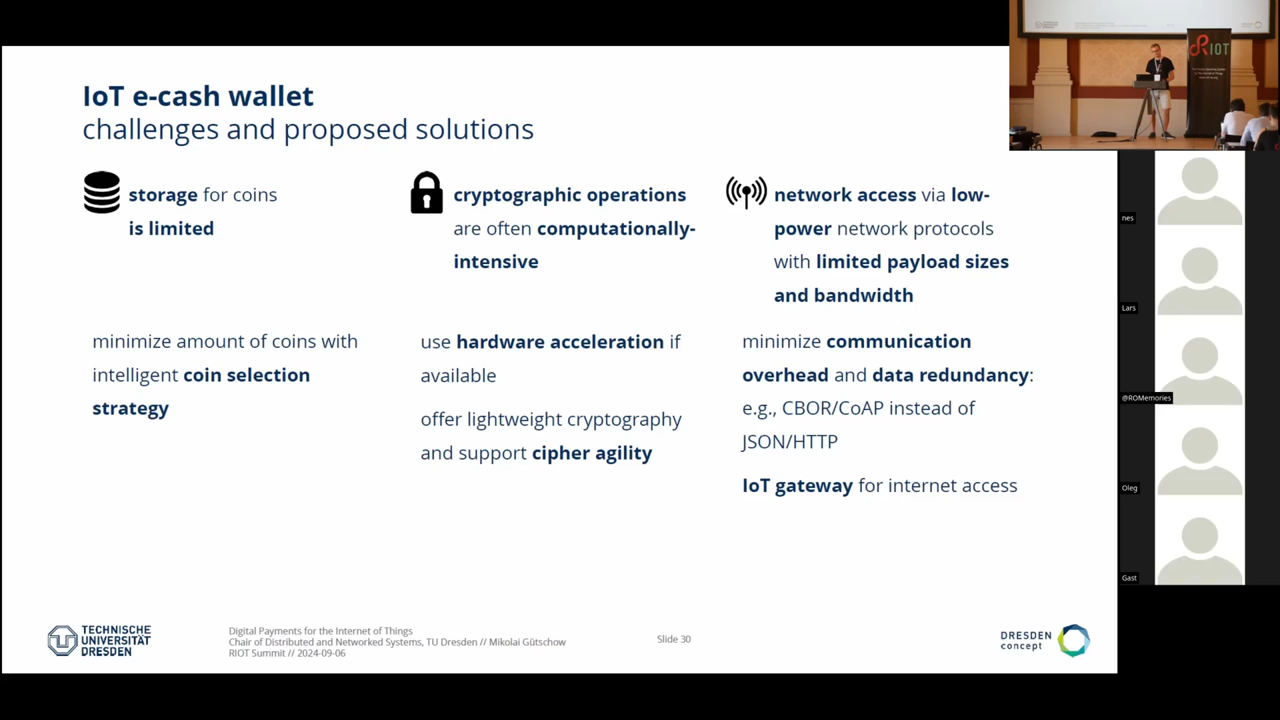 IoT e-cash wallet
challenges and proposed solutions
storage for coins
is limited
cryptographic operations
are often computationally-
intensive
network access via low-
power network protocols
with limited payload sizes
and bandwidth
minimize amount of coins with
intelligent coin selection
strategy
use hardware acceleration if
available
offer lightweight cryptography
and support cipher agility
minimize communication
overhead and data redundancy:
e.g., CBOR/CoAP instead of
JSON/HTTP
IoT gateway for internet access
TECHNISCHE
UNIVERSITÄT
DRESDEN
Digital Payments for the Internet of Things
Chair of Distributed and Networked Systems, TU Dresden // Mikolai Gütschow
RIOT Summit // 2024-09-06
Slide 30
DRESDEN
concept
RIOT
nes
Lars
@ROMemories
Oleg
Gast